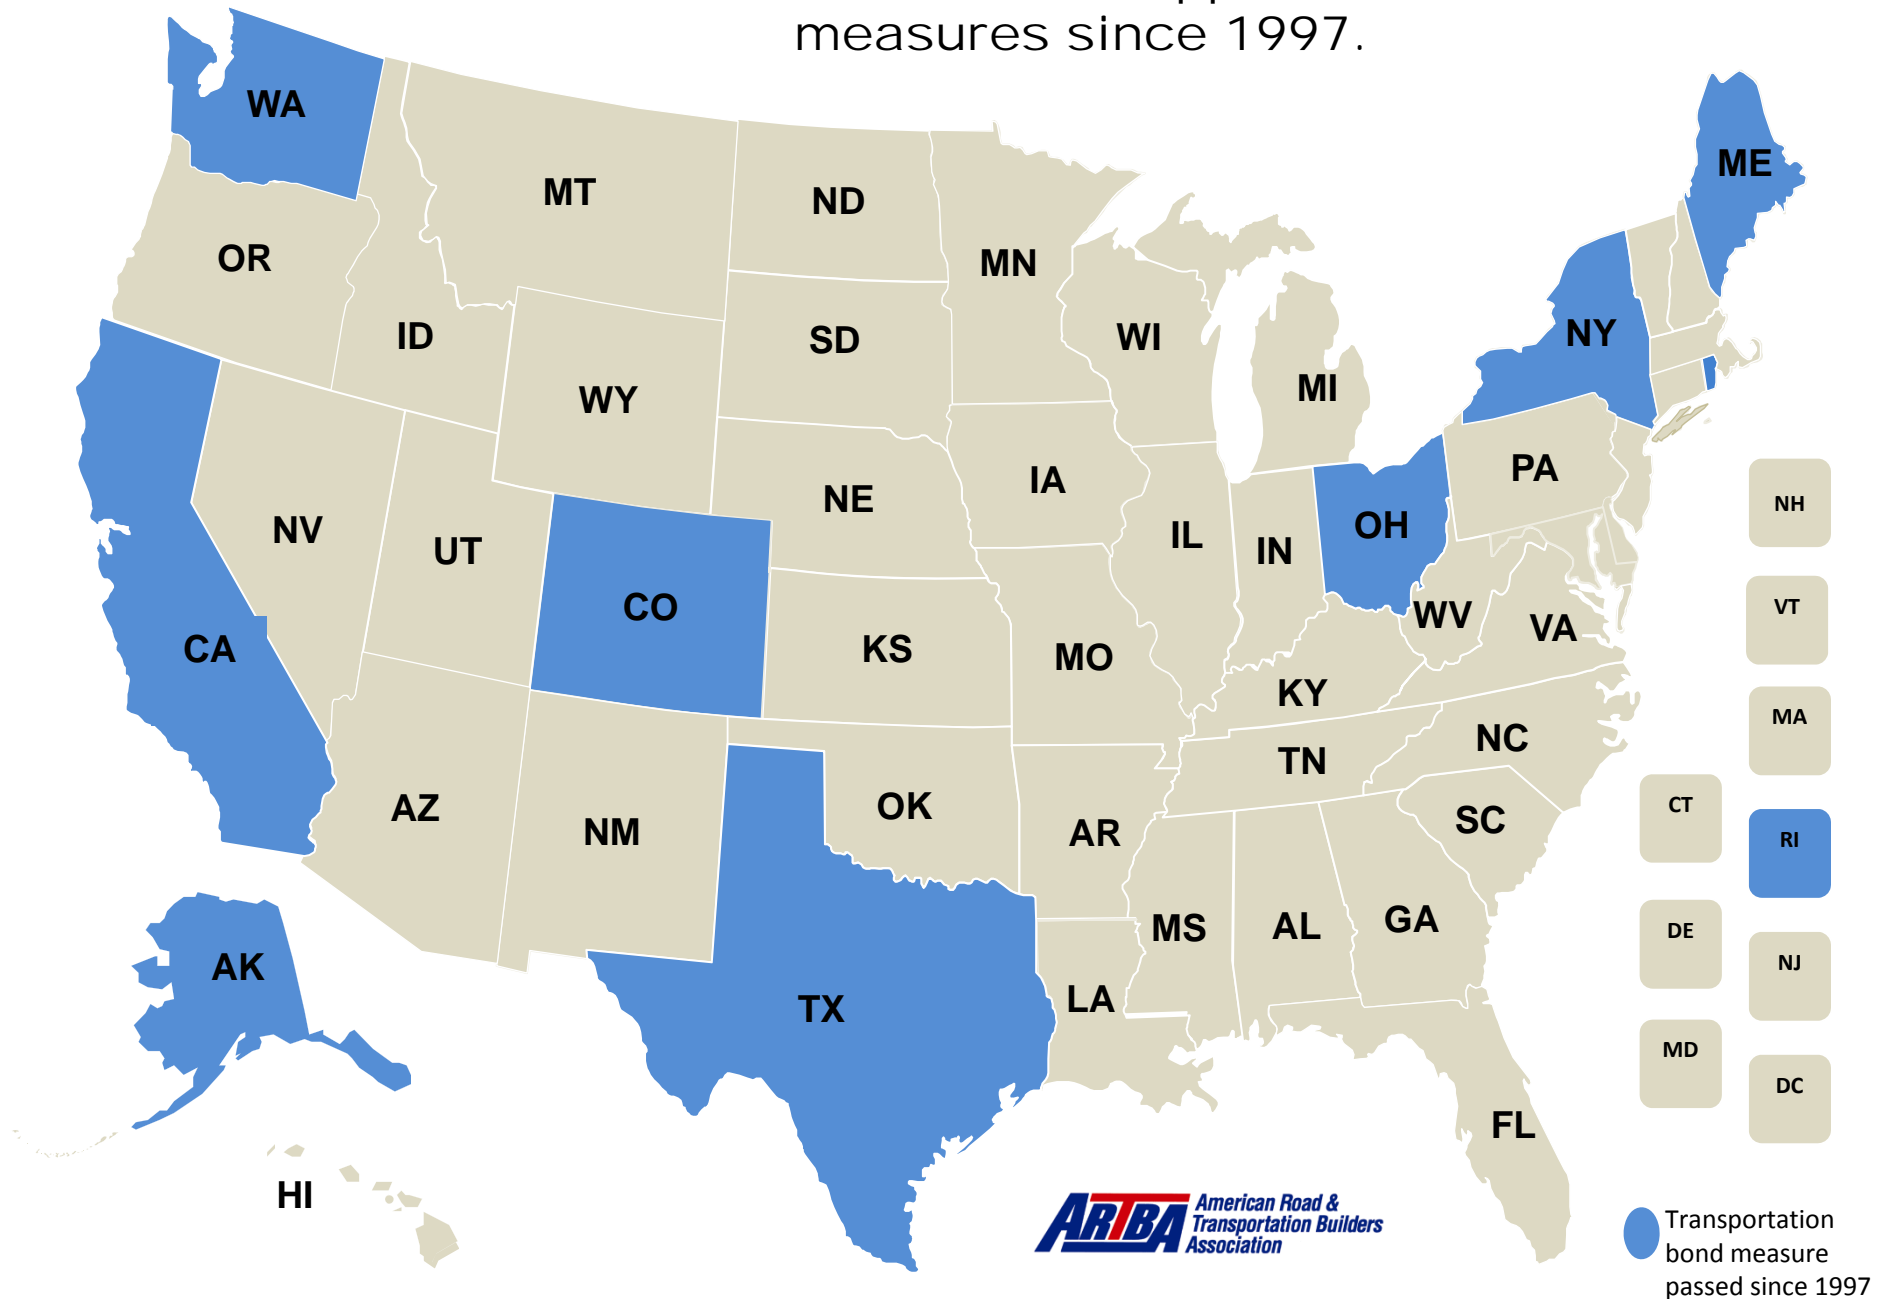 measures since 1997.
WA
ME
MT
ND
OR
MN
NY
ID
SD
WI
MI
WY
PA
IA
NE
NH
NV
OH
IL
UT
IN
CO
VT
WV
VA
CA
KS
MO
KY
MA
NC
TN
AZ
OK
CT
NM
AR
SC
RI
MS
AL
GA
DE
AK
NJ
LA
TX
MD
DC
FL
HI
ARTBA
American Road &
Transportation Builders
Association
Transportation
bond measure
passed since 1997